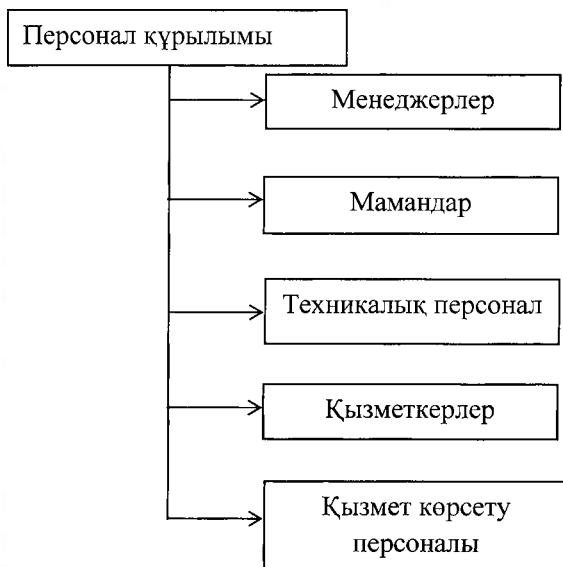 Персонал құрылымы
Менеджерлер
Мамандар
Техникалық персонал
Қызметкерлер
Қызмет көрсету
персоналы